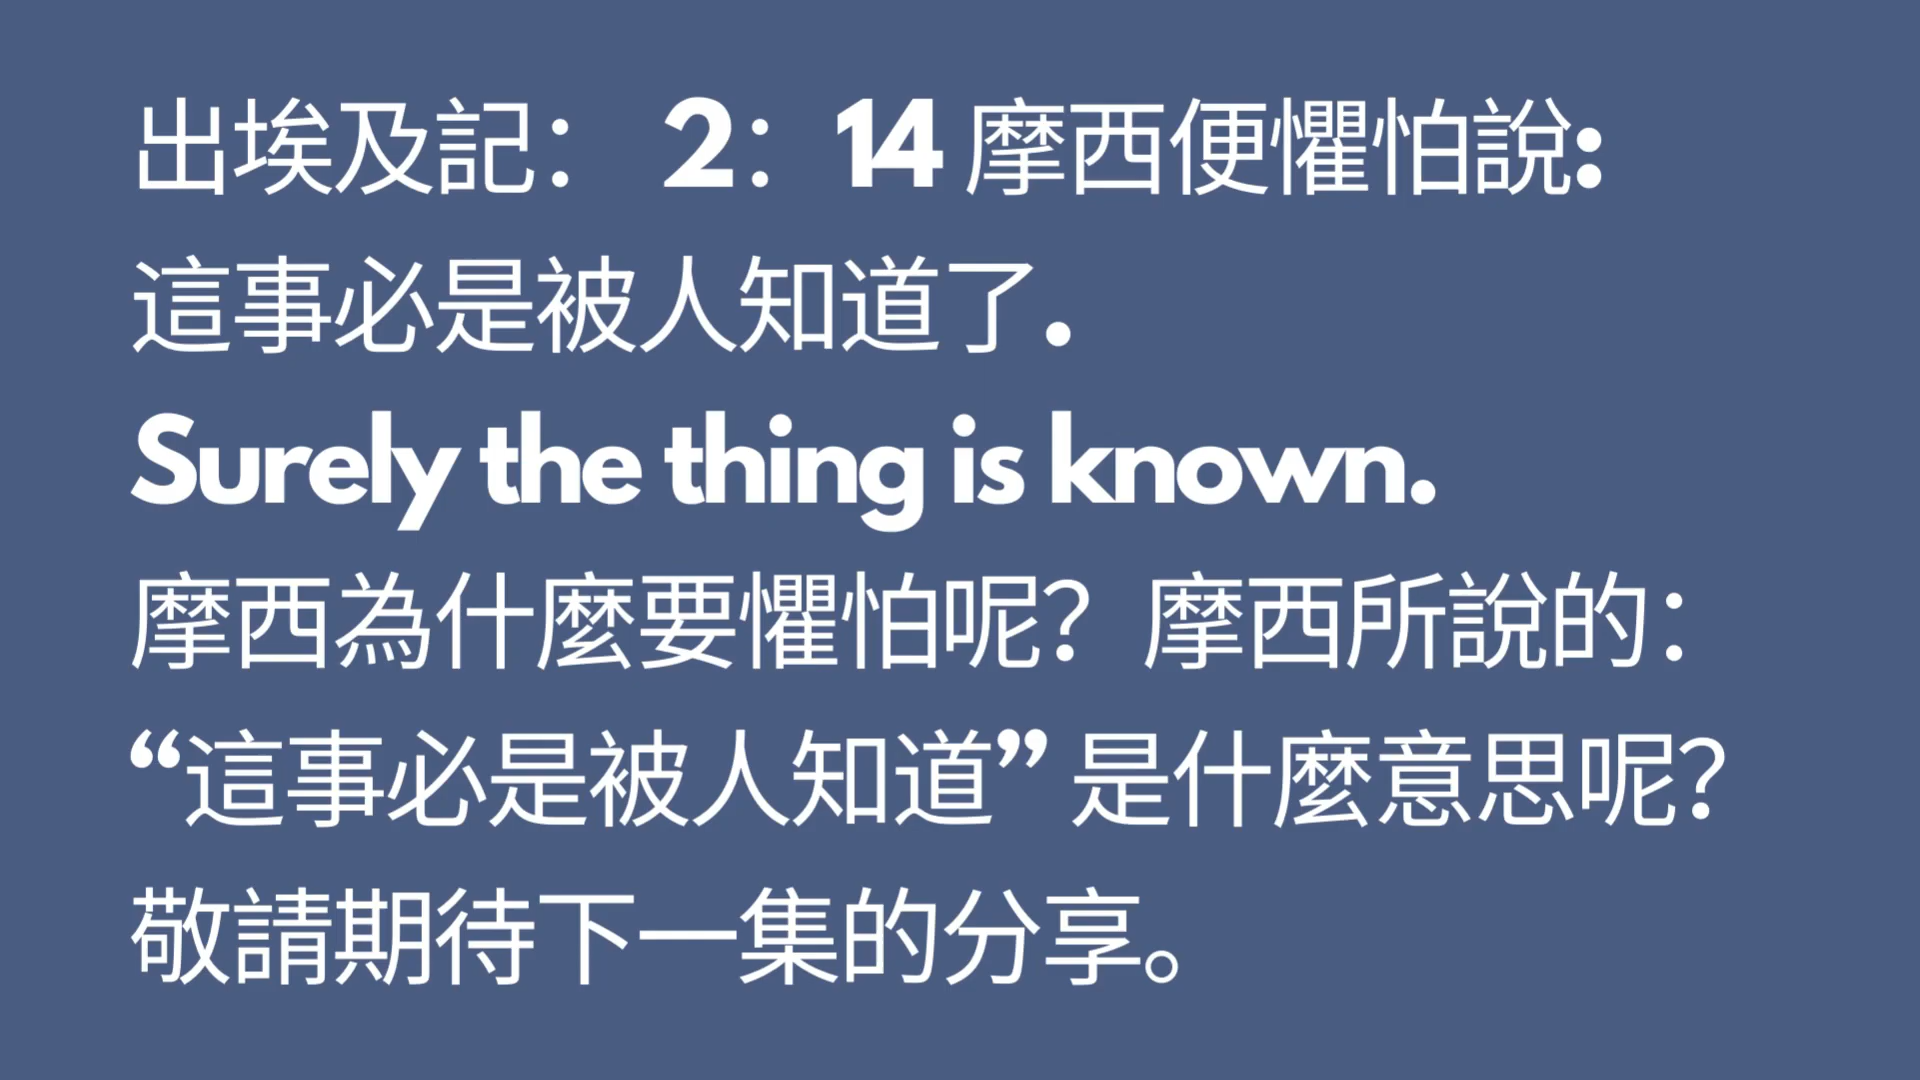 出埃及記： 2：14 摩西便懼怕說:
這事必是被人知道了.
Surely the thing is known.
摩西為什麼要懼怕呢？摩西所說的：
“這事必是被人知道” 是什麼意思呢？
敬請期待下一集的分享。